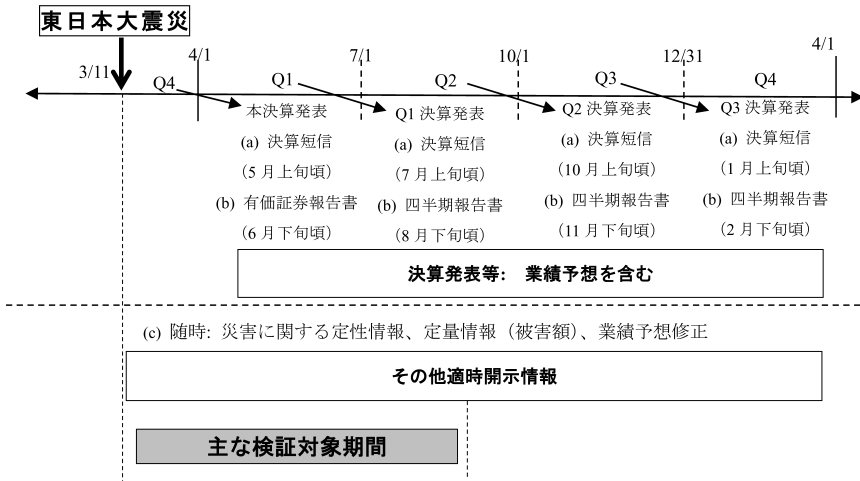 東日本大震災
3/11
4/1
7/1
10/1
12/31
4/1
Q4
Q1
Q2
Q3
Q4
本決算発表
(a) 決算短信
（5 月上旬頃）
(b) 有価証券報告書
（6 月下旬頃）
Q1 決算発表
(a) 決算短信
（7 月上旬頃）
(b) 四半期報告書
（8 月下旬頃）
Q2 決算発表
(a) 決算短信
（10 月上旬頃）
(b) 四半期報告書
（11 月下旬頃）
Q3 決算発表
(a) 決算短信
（1 月上旬頃）
(b) 四半期報告書
（2 月下旬頃）
決算発表等:　業績予想を含む
(c) 随時: 災害に関する定性情報、定量情報（被害額）、業績予想修正
その他適時開示情報
主な検証対象期間